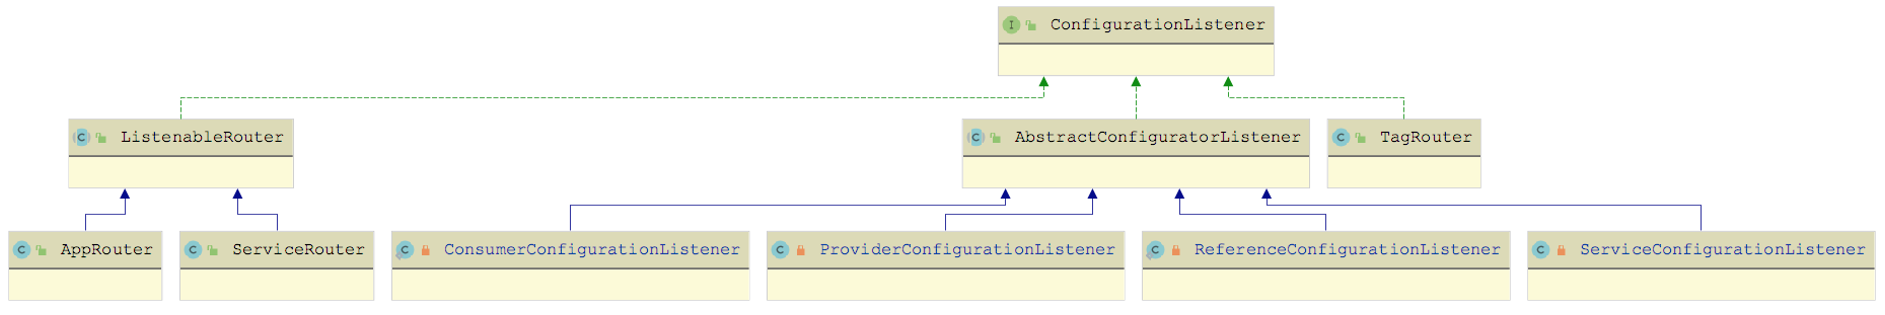 I ConfigurationListener
C ListenableRouter
C AbstractConfiguratorListener
C TagRouter
C AppRouter
C ServiceRouter
C ConsumerConfigurationListener
C ProviderConfigurationListener
C ReferenceConfigurationListener
C ServiceConfigurationListener